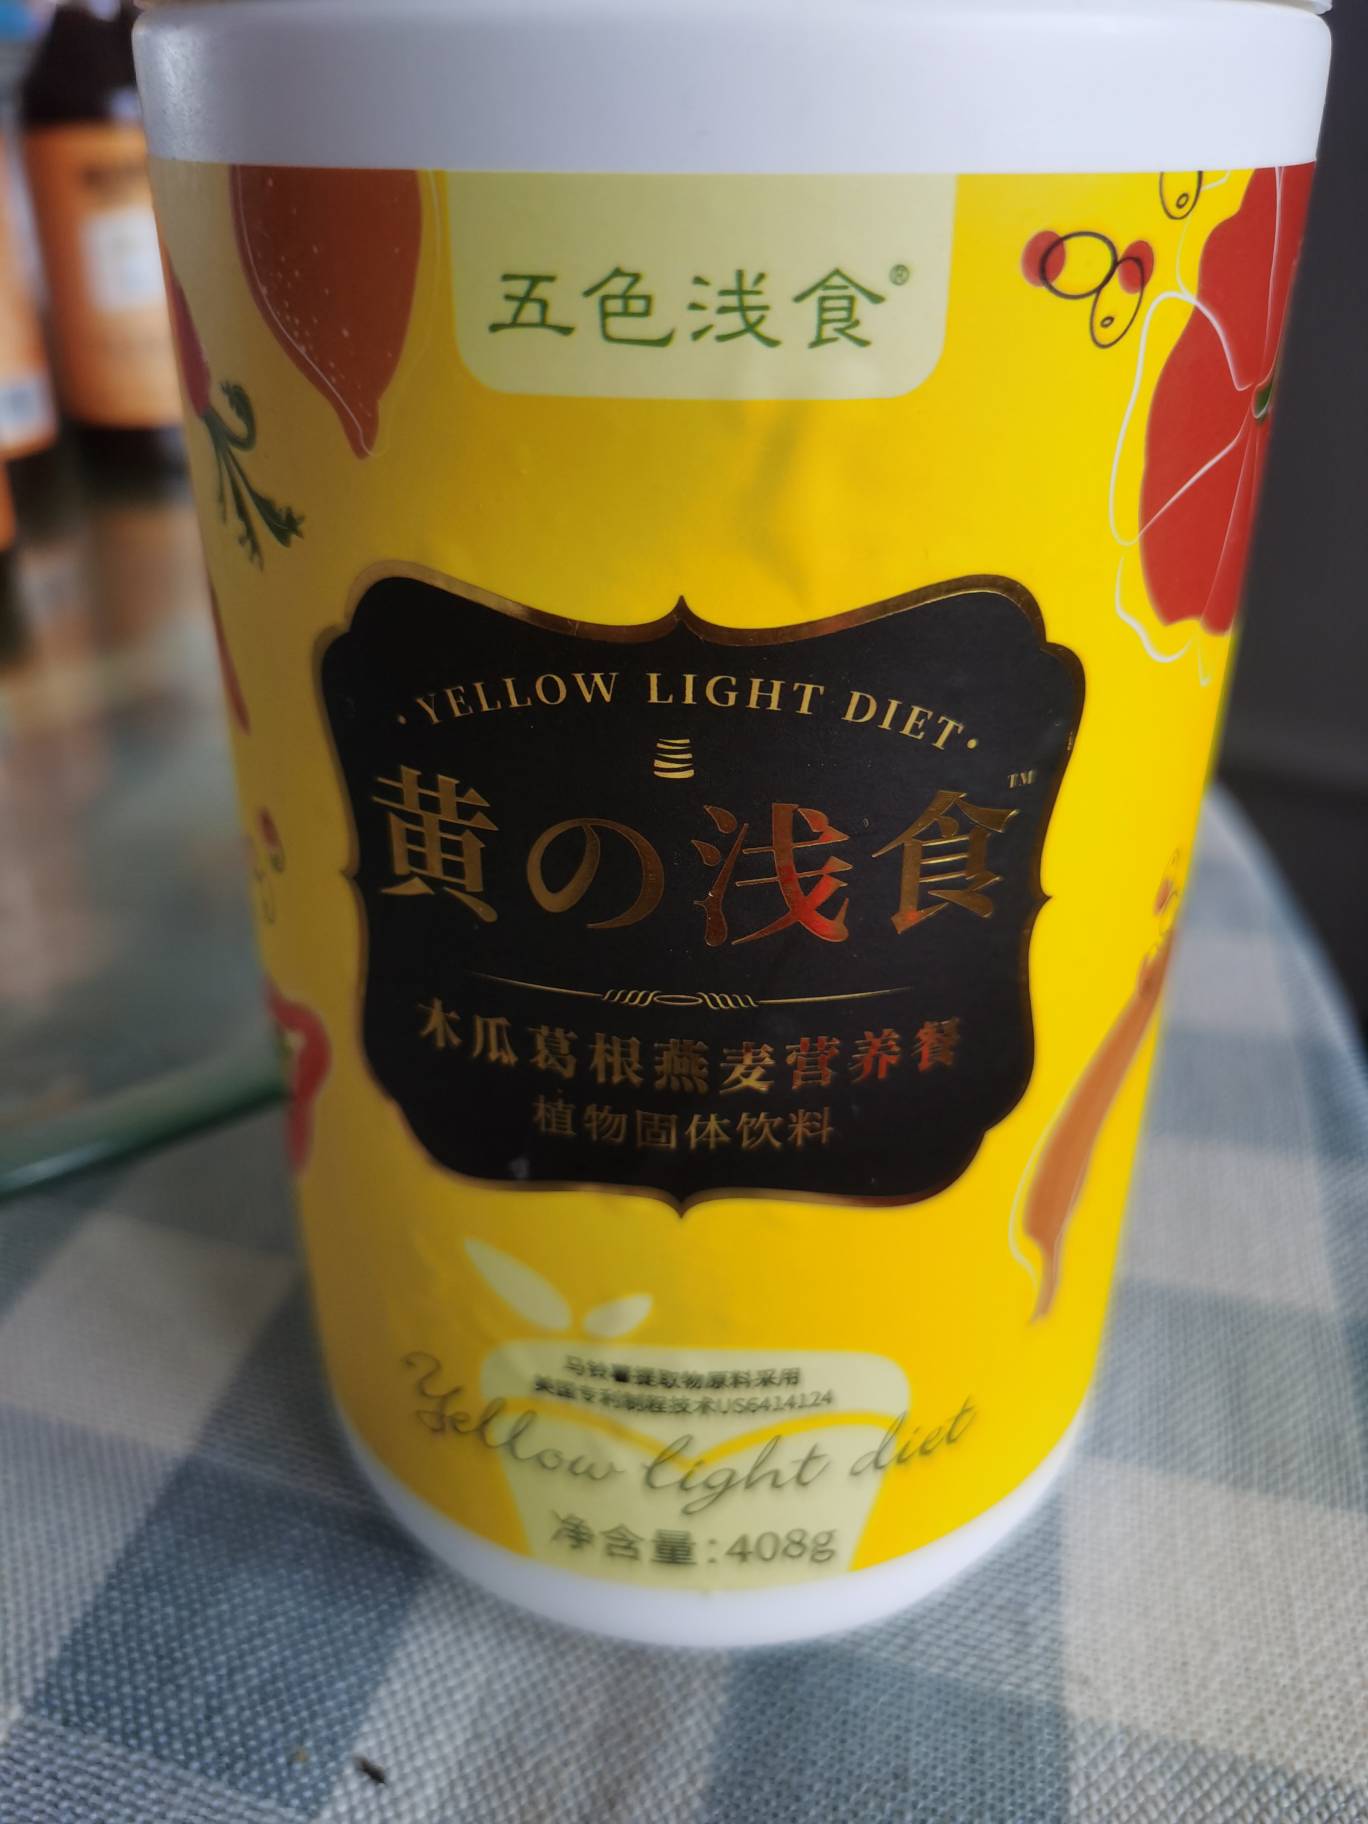 五色浅食®
·YELLOW LIGHT DIET·
黄の浅食™
木瓜葛根燕麦营养餐
植物固体饮料
马铃薯提取物原料采用
美国专利制程技术US6414124
Yellow light diet
净含量:408g